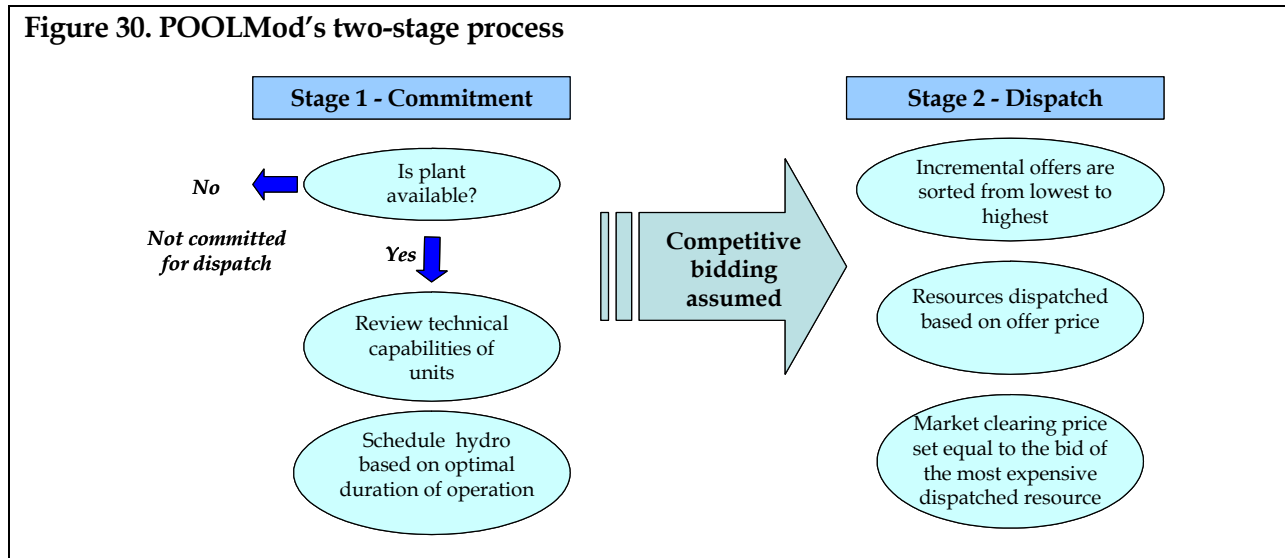 Figure 30. POOLMod's two-stage process
Stage 1 - Commitment
Is plant
available?
No
Not committed
for dispatch
Yes
Review technical
capabilities of
units
Schedule hydro
based on optimal
duration of operation
Competitive
bidding
assumed
Stage 2 - Dispatch
Incremental offers are
sorted from lowest to
highest
Resources dispatched
based on offer price
Market clearing price
set equal to the bid of
the most expensive
dispatched resource